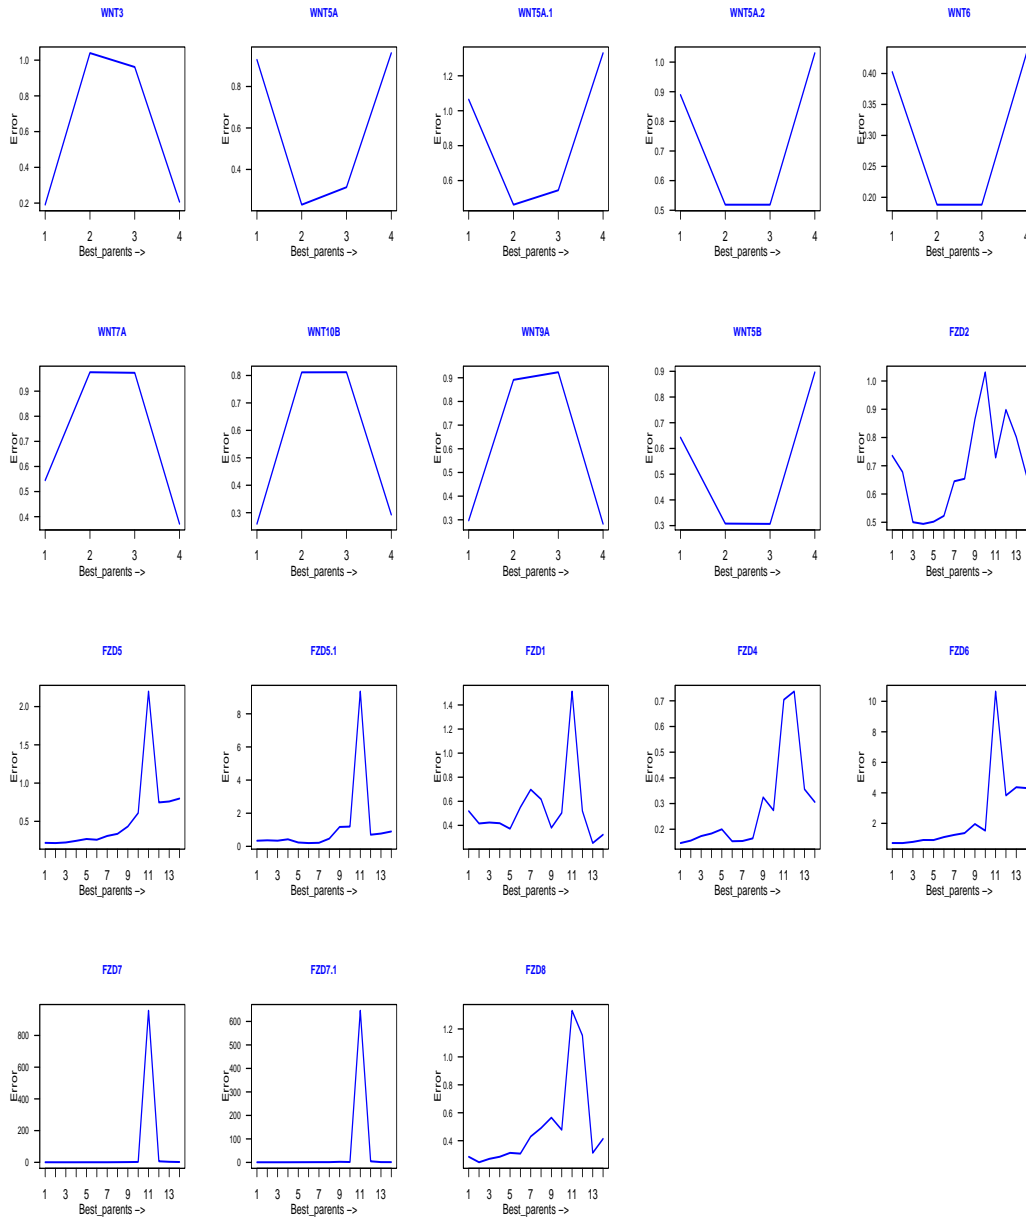 WNT3
1.0
0.8
0.6
0.4
0.2
Error
1 2 3 4
Best_parents −>
WNT5A
0.8
0.6
0.4
Error
1 2 3 4
Best_parents −>
WNT5A.1
1.2
1.0
0.8
0.6
Error
1 2 3 4
Best_parents −>
WNT5A.2
1.0
0.9
0.8
0.7
0.6
0.5
Error
1 2 3 4
Best_parents −>
WNT6
0.40
0.35
0.30
0.25
0.20
Error
1 2 3 4
Best_parents −>
WNT7A
0.9
0.8
0.7
0.6
0.5
0.4
Error
1 2 3 4
Best_parents −>
WNT10B
0.8
0.7
0.6
0.5
0.4
0.3
Error
1 2 3 4
Best_parents −>
WNT9A
0.9
0.8
0.7
0.6
0.5
0.4
0.3
Error
1 2 3 4
Best_parents −>
WNT5B
0.9
0.8
0.7
0.6
0.5
0.4
0.3
Error
1 2 3 4
Best_parents −>
FZD2
1.0
0.9
0.8
0.7
0.6
0.5
Error
1 3 5 7 9 11 13
Best_parents −>
FZD5
2.0
1.5
1.0
0.5
Error
1 3 5 7 9 11 13
Best_parents −>
FZD5.1
8
6
4
2
0
Error
1 3 5 7 9 11 13
Best_parents −>
FZD1
1.4
1.2
1.0
0.8
0.6
0.4
Error
1 3 5 7 9 11 13
Best_parents −>
FZD4
0.7
0.6
0.5
0.4
0.3
0.2
Error
1 3 5 7 9 11 13
Best_parents −>
FZD6
10
8
6
4
2
Error
1 3 5 7 9 11 13
Best_parents −>
FZD7
800
600
400
200
0
Error
1 3 5 7 9 11 13
Best_parents −>
FZD7.1
600
500
400
300
200
100
0
Error
1 3 5 7 9 11 13
Best_parents −>
FZD8
1.2
1.0
0.8
0.6
0.4
Error
1 3 5 7 9 11 13
Best_parents −>